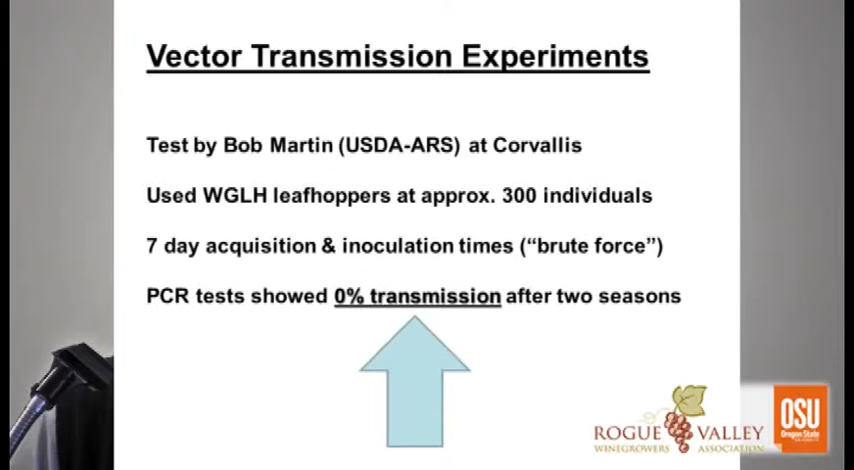 Vector Transmission Experiments
Test by Bob Martin (USDA-ARS) at Corvallis
Used WGLH leafhoppers at approx. 300 individuals
7 day acquisition & inoculation times (“brute force”)
PCR tests showed 0% transmission after two seasons
ROGUE VALLEY
WINEGROWERS ASSOCIATION
OSU
Oregon State